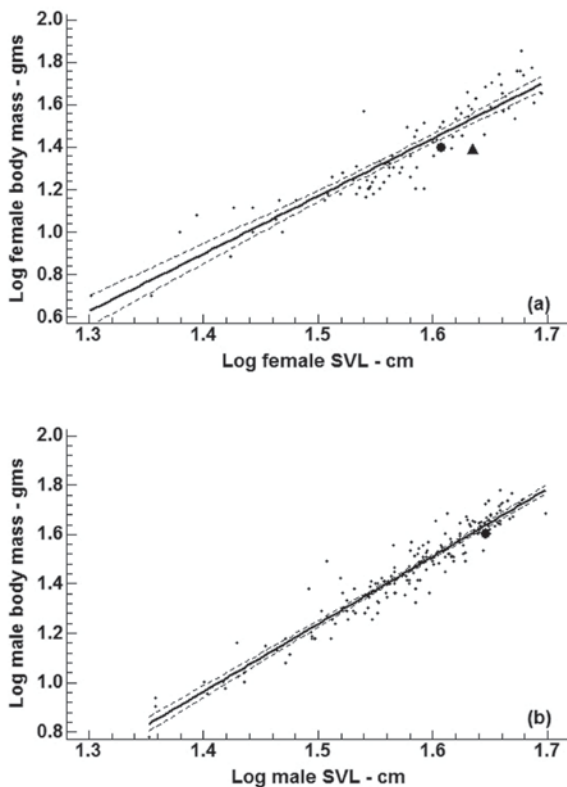 2.0
1.8
1.6
1.4
1.2
1.0
0.8
0.6
Log female body mass - gms
(a)
1.3 1.4 1.5 1.6 1.7
Log female SVL - cm
2.0
1.8
1.6
1.4
1.2
1.0
0.8
Log male body mass - gms
(b)
1.3 1.4 1.5 1.6 1.7
Log male SVL - cm